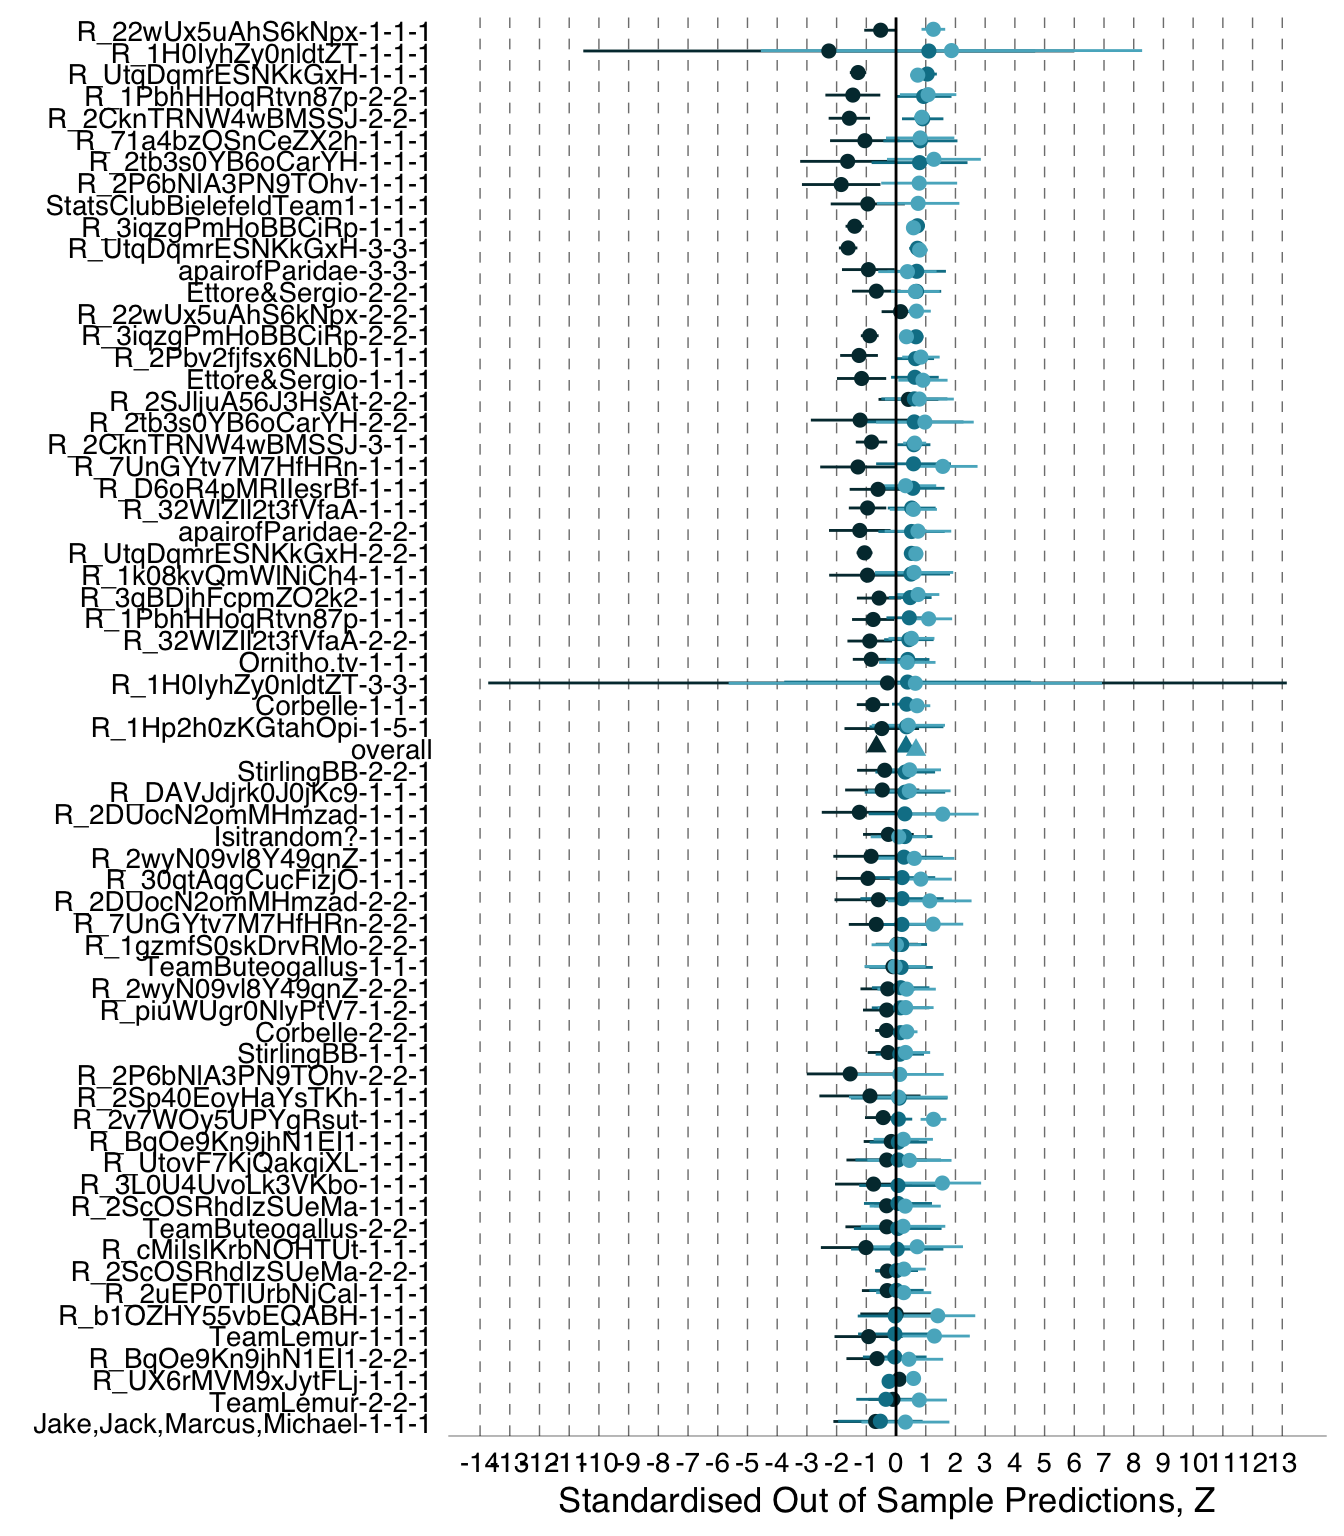 R_22wUx5uAhS6kNpx-1-1-1
R_1H0IyhZy0nldtZT-1-1-1
R_UtqDqmrESNKkGxH-1-1-1
R_1PbhHHoqRtvn87p-2-2-1
R_2CknTRNW4wBMSSJ-2-2-1
R_71a4bzOSnCeZX2h-1-1-1
R_2tb3s0YB6oCarYH-1-1-1
R_2P6bNIA3PN9TOhv-1-1-1
StatsClubBielefeldTeam1-1-1-1
R_3iqzgPmHoBBCiRp-1-1-1
R_UtqDqmrESNKkGxH-3-3-1
apairofParidae-3-3-1
Ettore&Sergio-2-2-1
R_22wUx5uAhS6kNpx-2-2-1
R_3iqzgPmHoBBCiRp-2-2-1
R_2Pbv2fjfsx6NLb0-1-1-1
Ettore&Sergio-1-1-1
R_2SJljuA56J3HsAt-2-2-1
R_2tb3s0YB6oCarYH-2-2-1
R_2CknTRNW4wBMSSJ-3-1-1
R_7UnGYtv7M7HfHRn-1-1-1
R_D6oR4pMRIIesrBf-1-1-1
R_32WlZIl2t3fVfaA-1-1-1
apairofParidae-2-2-1
R_UtqDqmrESNKkGxH-2-2-1
R_1k08kvQmWlNiCh4-1-1-1
R_3gBDjhFcpmZO2k2-1-1-1
R_1PbhHHoqRtvn87p-1-1-1
R_32WlZIl2t3fVfaA-2-2-1
Ornitho.tv-1-1-1
R_1H0IyhZy0nldtZT-3-3-1
Corbelle-1-1-1
R_1Hp2h0zKGtahOpi-1-5-1
overall
StirlingBB-2-2-1
R_DAVJdjrk0J0jKc9-1-1-1
R_2DUocN2omMHmzad-1-1-1
Isitrandom?-1-1-1
R_2wyN09vl8Y49qnZ-1-1-1
R_30qtAqgCucFizjO-1-1-1
R_2DUocN2omMHmzad-2-2-1
R_7UnGYtv7M7HfHRn-2-2-1
R_1gzmfS0skDrvRMo-2-2-1
TeamButeogallus-1-1-1
R_2wyN09vl8Y49qnZ-2-2-1
R_piuWUgr0NlyPtV7-1-2-1
Corbelle-2-2-1
StirlingBB-1-1-1
R_2P6bNIA3PN9TOhv-2-2-1
R_2Sp40EoyHaYsTKh-1-1-1
R_2v7WOy5UPYgRsut-1-1-1
R_BqOe9Kn9jhN1EI1-1-1-1
R_UtovF7KjQakqiXL-1-1-1
R_3L0U4UvoLk3VKbo-1-1-1
R_2ScOSRhdIzSUeMa-1-1-1
TeamButeogallus-2-2-1
R_cMiIsIKrbNOHTUt-1-1-1
R_2ScOSRhdIzSUeMa-2-2-1
R_2uEP0TlUrbNjCal-1-1-1
R_b1OZHY55vbEQABH-1-1-1
TeamLemur-1-1-1
R_BqOe9Kn9jhN1EI1-2-2-1
R_UX6rMVM9xJytFLj-1-1-1
TeamLemur-2-2-1
Jake,Jack,Marcus,Michael-1-1-1
-14 -13 -12 -11 -10 -9 -8 -7 -6 -5 -4 -3 -2 -1 0 1 2 3 4 5 6 7 8 9 10 11 12 13
Standardised Out of Sample Predictions, Z